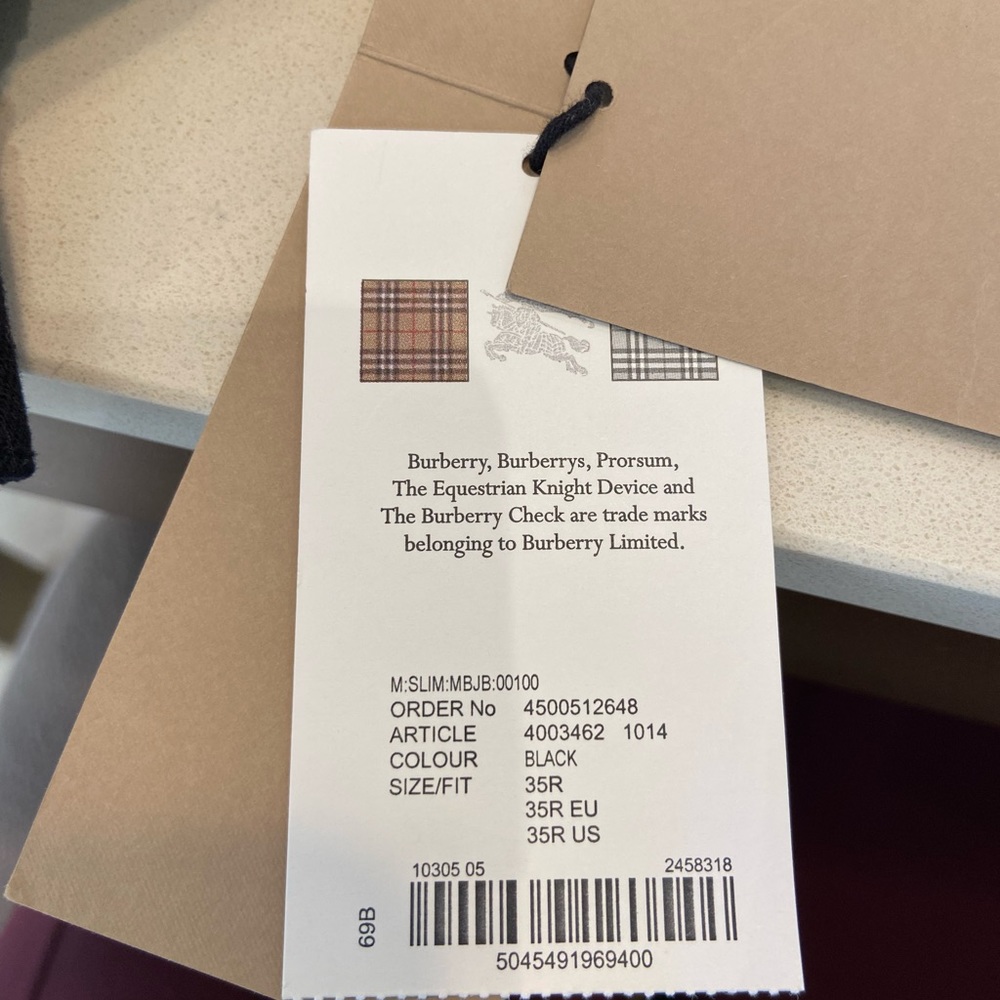 Burberry, Burberrys, Prorsum,
The Equestrian Knight Device and
The Burberry Check are trade marks
belonging to Burberry Limited.
M:SLIM:MBJB:00100
ORDER No 4500512648
ARTICLE 4003462 1014
COLOUR BLACK
SIZE/FIT 35R
35R EU
35R US
10305 05 2458318
69B
5045491969400